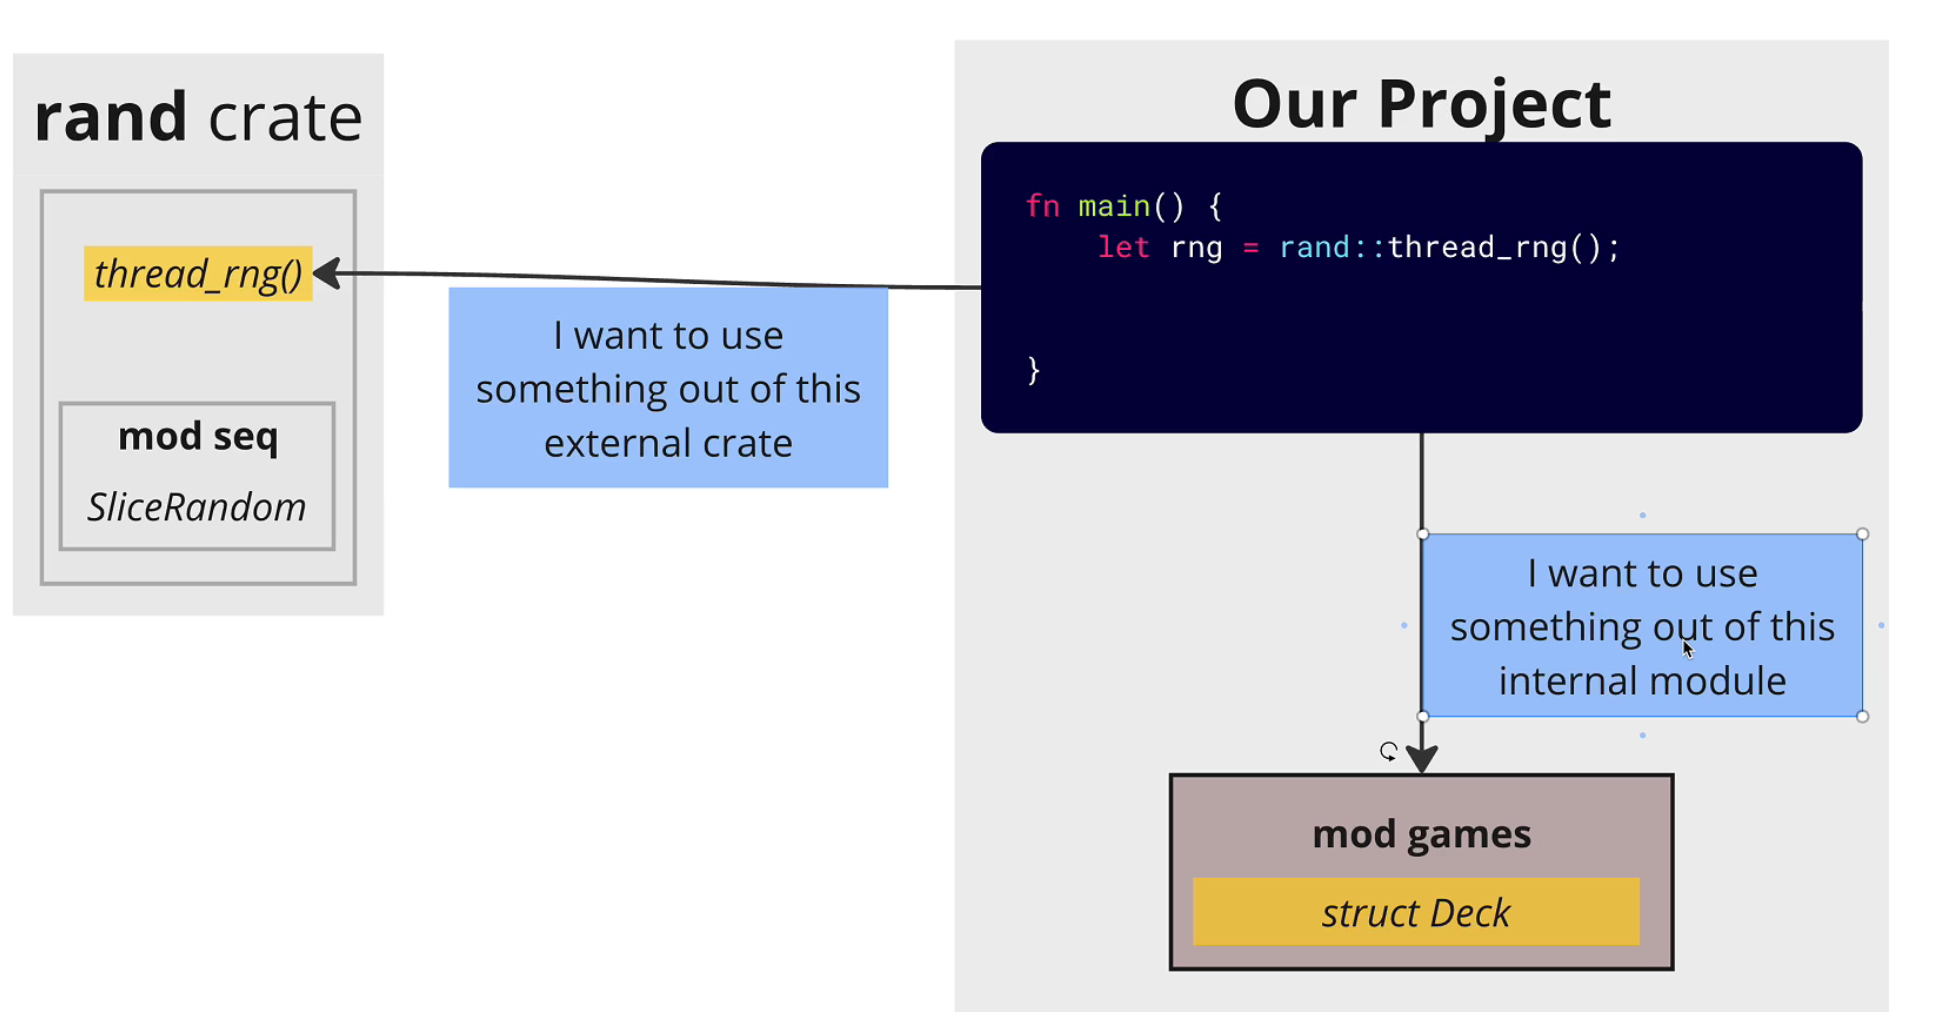 rand crate
thread_rng()
mod seq
SliceRandom
I want to use
something out of this
external crate
Our Project
fn main() {
    let rng = rand::thread_rng();
}
I want to use
something out of this
internal module
mod games
struct Deck